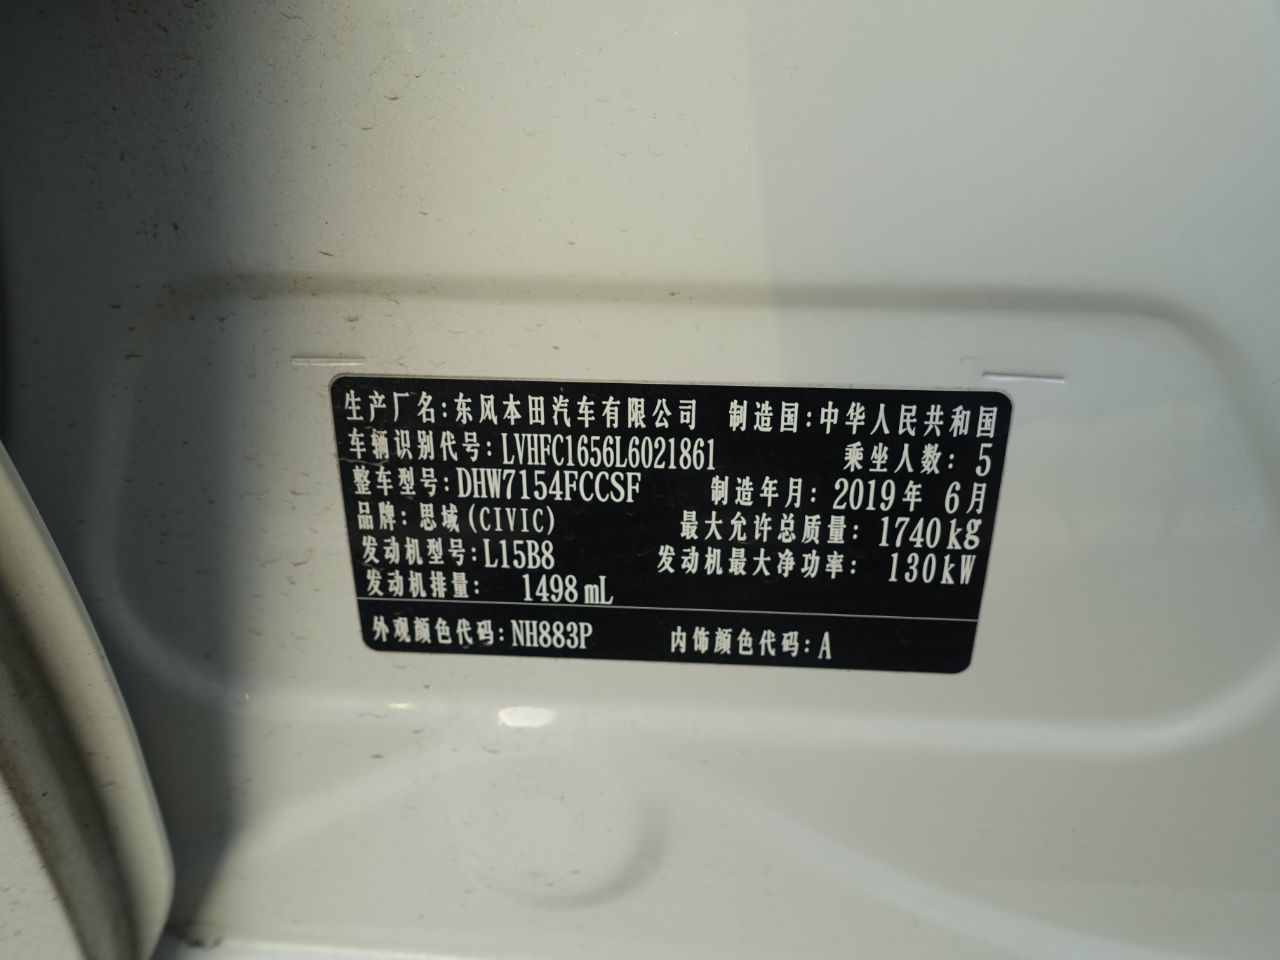 生产厂名:东风本田汽车有限公司 制造国:中华人民共和国
车辆识别代号:LVHFC1656L6021861 乘坐人数: 5
整车型号:DHW7154FCCSF 制造年月: 2019年 6月
品牌: 思域(CIVIC) 最大允许总质量: 1740kg
发动机型号:L15B8 发动机最大净功率: 130kW
发动机排量: 1498mL
外观颜色代码:NH883P 内饰颜色代码:A